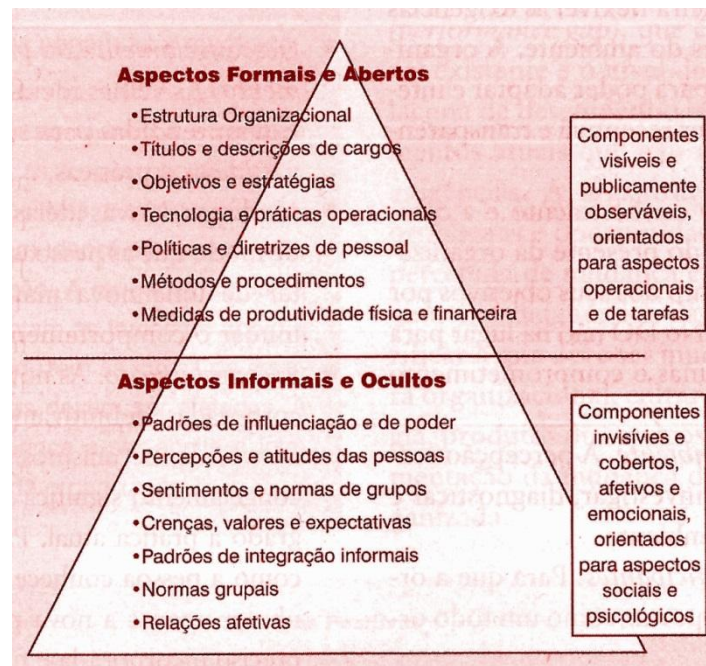 Aspectos Formais e Abertos
•Estrutura Organizacional
•Títulos e descrições de cargos
•Objetivos e estratégias
•Tecnologia e práticas operacionais
•Políticas e diretrizes de pessoal
•Métodos e procedimentos
•Medidas de produtividade física e financeira
Componentes
visíveis e
publicamente
observáveis,
orientados
para aspectos
operacionais
e de tarefas
Aspectos Informais e Ocultos
•Padrões de influenciação e de poder
•Percepções e atitudes das pessoas
•Sentimentos e normas de grupos
•Crenças, valores e expectativas
•Padrões de integração informais
•Normas grupais
•Relações afetivas
Componentes
invisívies e
cobertos,
afetivos e
emocionais,
orientados
para aspectos
sociais e
psicológicos